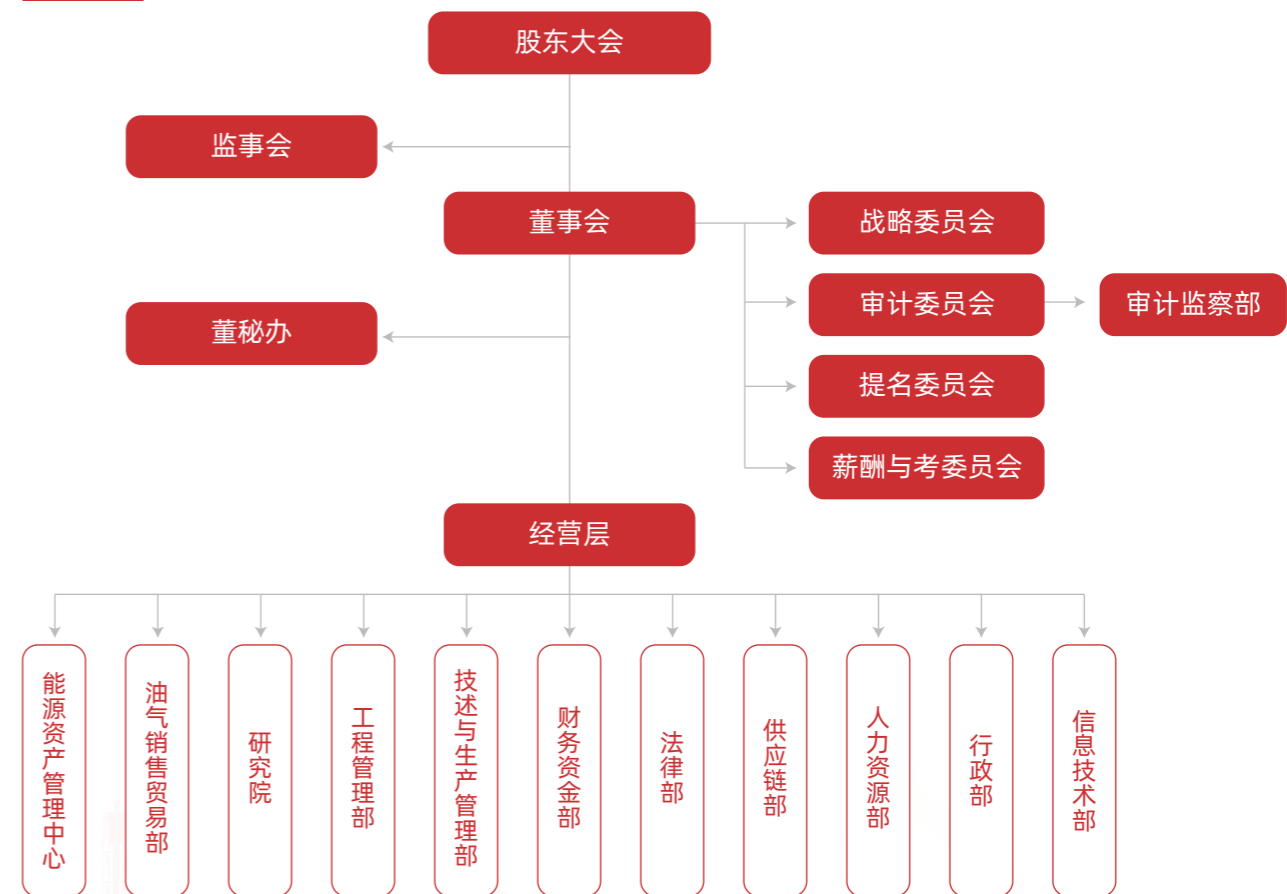 股东大会
监事会
董事会
战略委员会
审计委员会
审计监察部
董秘办
提名委员会
薪酬与考委员会
经营层
能源资产管理中心
油气销售贸易部
研究院
工程管理部
技述与生产管理部
财务资金部
法律部
供应链部
人力资源部
行政部
信息技术部